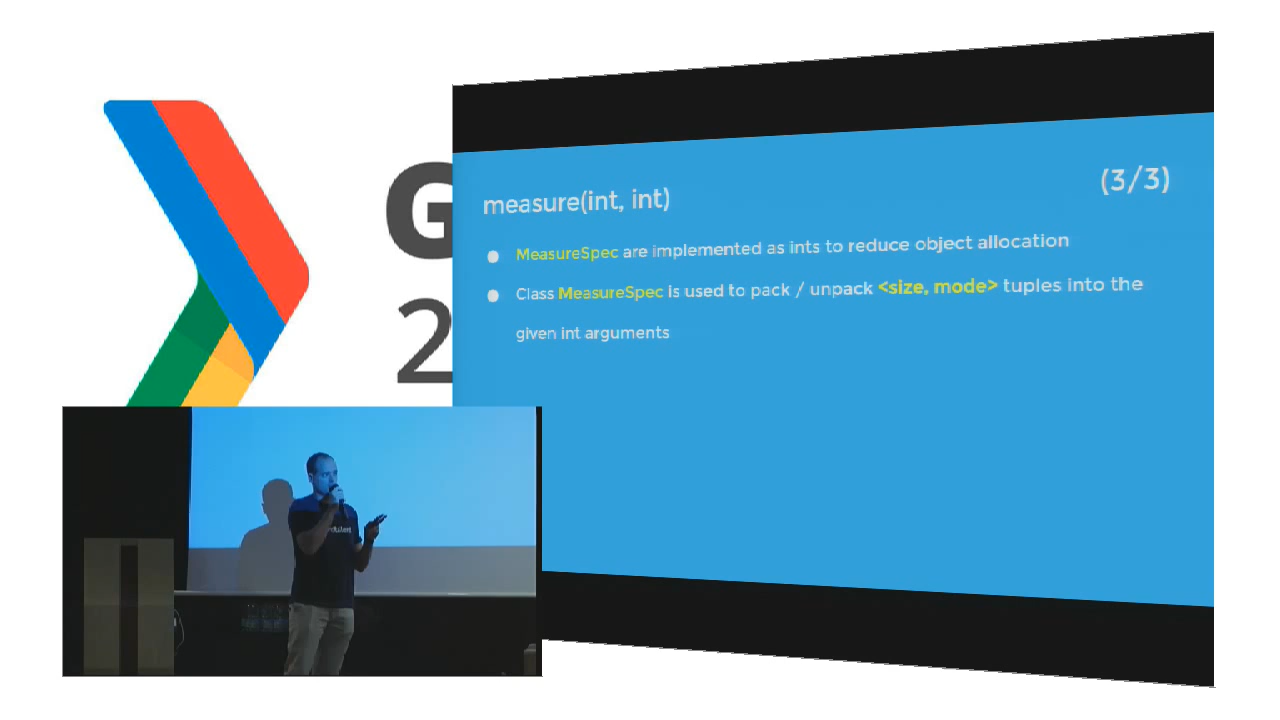 G
2
measure(int, int)
(3/3)
MeasureSpec are implemented as ints to reduce object allocation
Class MeasureSpec is used to pack / unpack <size, mode> tuples into the
given int arguments